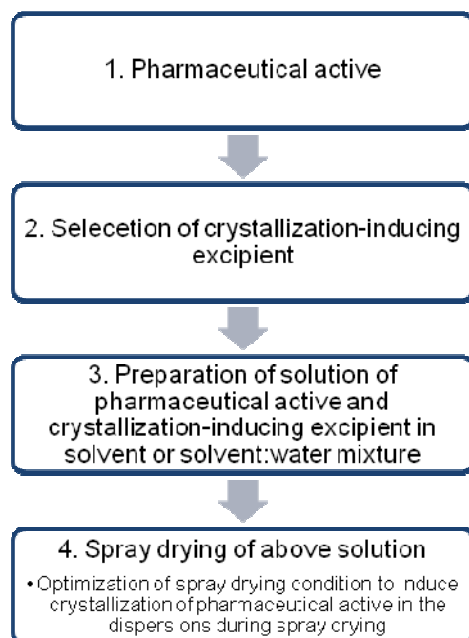 1. Pharmaceutical active
2. Selecetion of crystallization-inducing
excipient
3. Preparation of solution of
pharmaceutical active and
crystallization-inducing excipient in
solvent or solvent:water mixture
4. Spray drying of above solution
• Optimization of spray drying condition to induce
crystallization of pharmaceutical active in the
dispers ons during spray crying